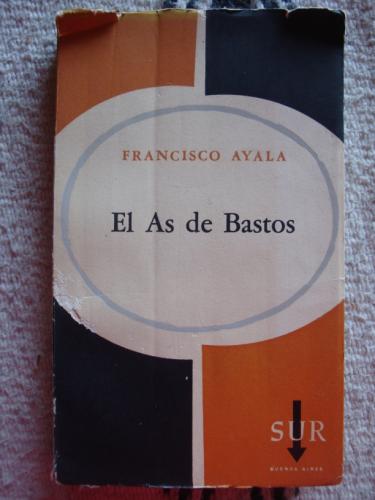 FRANCISCO AYALA
El As de Bastos
SUR
BUENOS AIRES